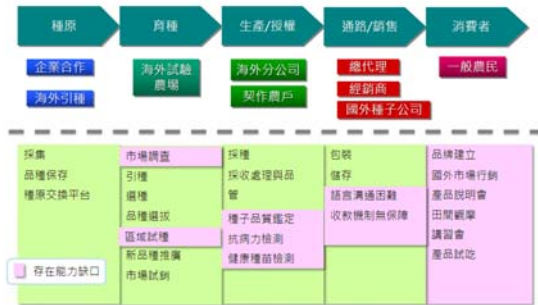 種原
育種
生產/授權
通路/銷售
消費者
企業合作
海外引種
海外試驗
農場
海外分公司
契作農戶
總代理
經銷商
國外種子公司
一般農民
採集
品種保存
種原交換平台
市場調查
引種
選種
品種選拔
區域試種
新品種推廣
市場試銷
採種
採收處理與品
管
種子品質鑑定
抗病力檢測
健康種苗檢測
包裝
儲存
語言溝通困難
收款機制無保障
品牌建立
國外市場行銷
產品說明會
田間觀摩
講習會
產品試吃
存在能力缺口